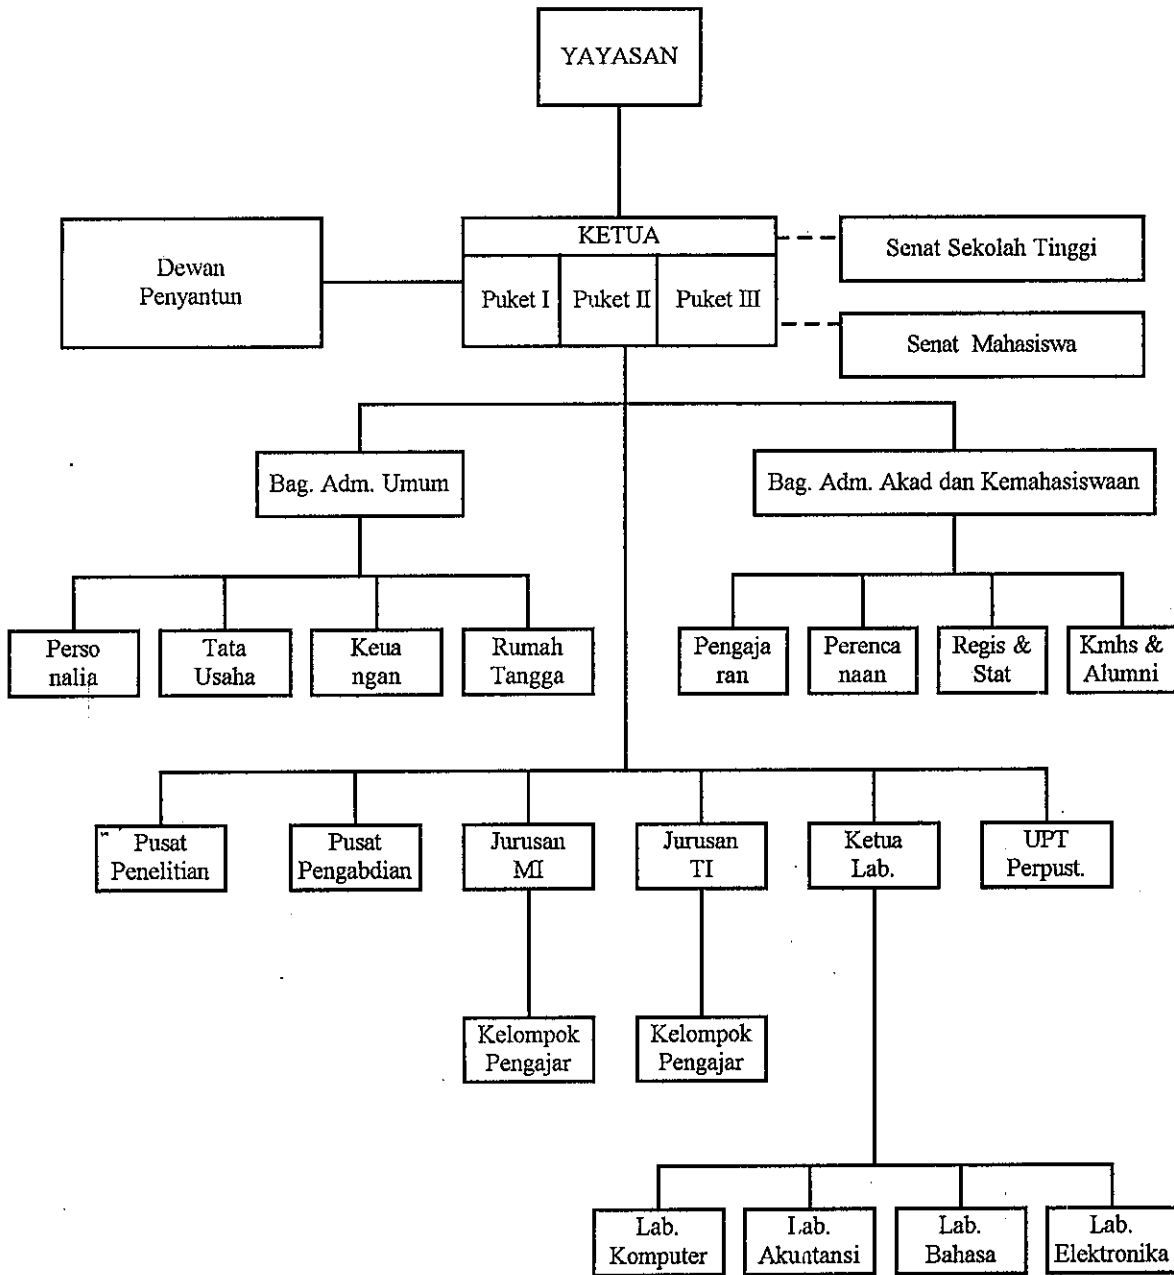 YAYASAN
Dewan
Penyantun
KETUA
Puket I
Puket II
Puket III
Senat Sekolah Tinggi
Senat Mahasiswa
Bag. Adm. Umum
Bag. Adm. Akad dan Kemahasiswaan
Perso
nalia
Tata
Usaha
Keua
ngan
Rumah
Tangga
Pengaja
ran
Perenca
naan
Regis &
Stat
Kmhs &
Alumni
Pusat
Penelitian
Pusat
Pengabdian
Jurusan
MI
Jurusan
TI
Ketua
Lab.
UPT
Perpust.
Kelompok
Pengajar
Kelompok
Pengajar
Lab.
Komputer
Lab.
Akuntansi
Lab.
Bahasa
Lab.
Elektronika